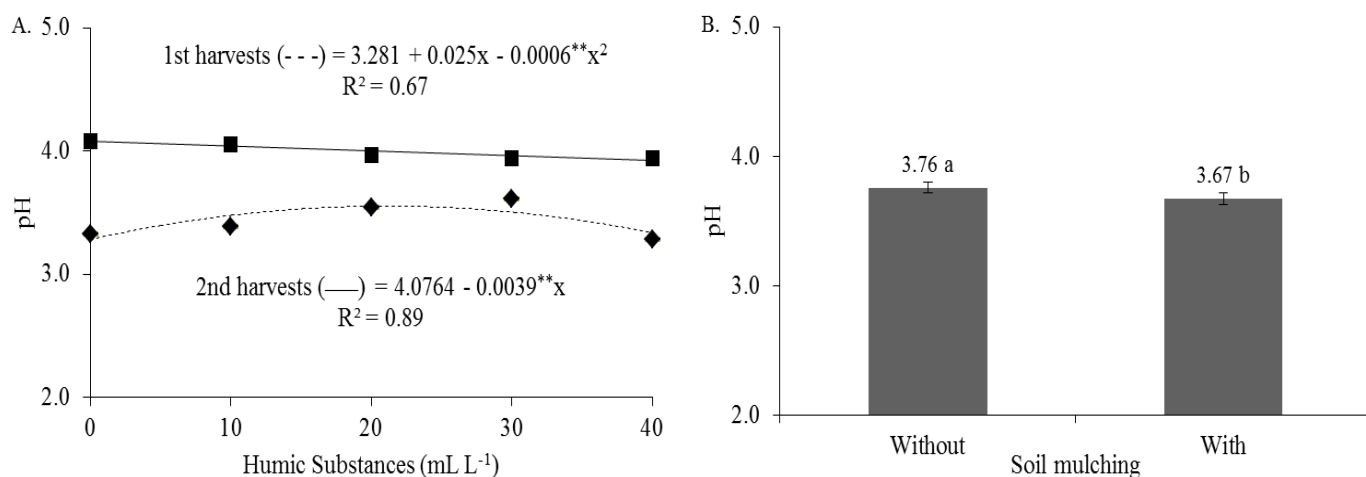 A.
5.0
4.0
3.0
2.0
pH
1st harvests (- - -) = 3.281 + 0.025x - 0.0006**x²
R² = 0.67
2nd harvests (——) = 4.0764 - 0.0039**x
R² = 0.89
0 10 20 30 40
Humic Substances (mL L⁻¹)
B.
5.0
4.0
3.0
2.0
pH
3.76 a
3.67 b
Without With
Soil mulching